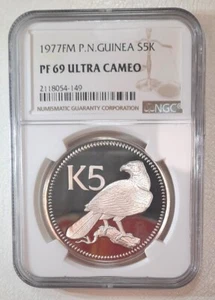 1977FM P.N.GUINEA S5K
PF 69 ULTRA CAMEO
2118054-149
NUMISMATIC GUARANTY CORPORATION
NGC
K5